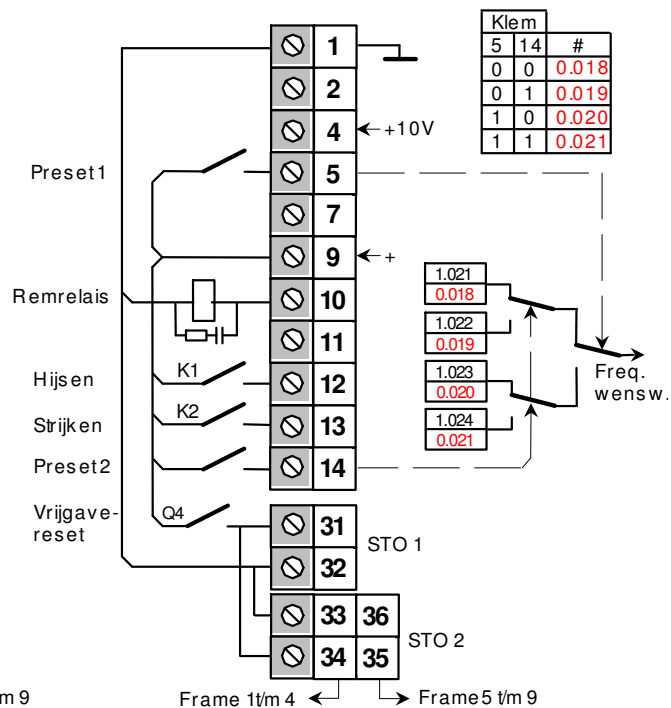 Klem
5 14 #
0 0 0.018
0 1 0.019
1 0 0.020
1 1 0.021
1
2
4 +10V
Preset1 5
7
9 +
Remrelais 10
11
Hijsen K1 12
Strijken K2 13
Preset2 14
1.021
0.018
1.022
0.019
1.023
0.020
1.024
0.021
Freq.
wensw.
Vrijgave-
reset
Q4
31
STO 1
32
33 36
STO 2
34 35
/m 9
Frame 1t/m 4
Frame5 t/m 9